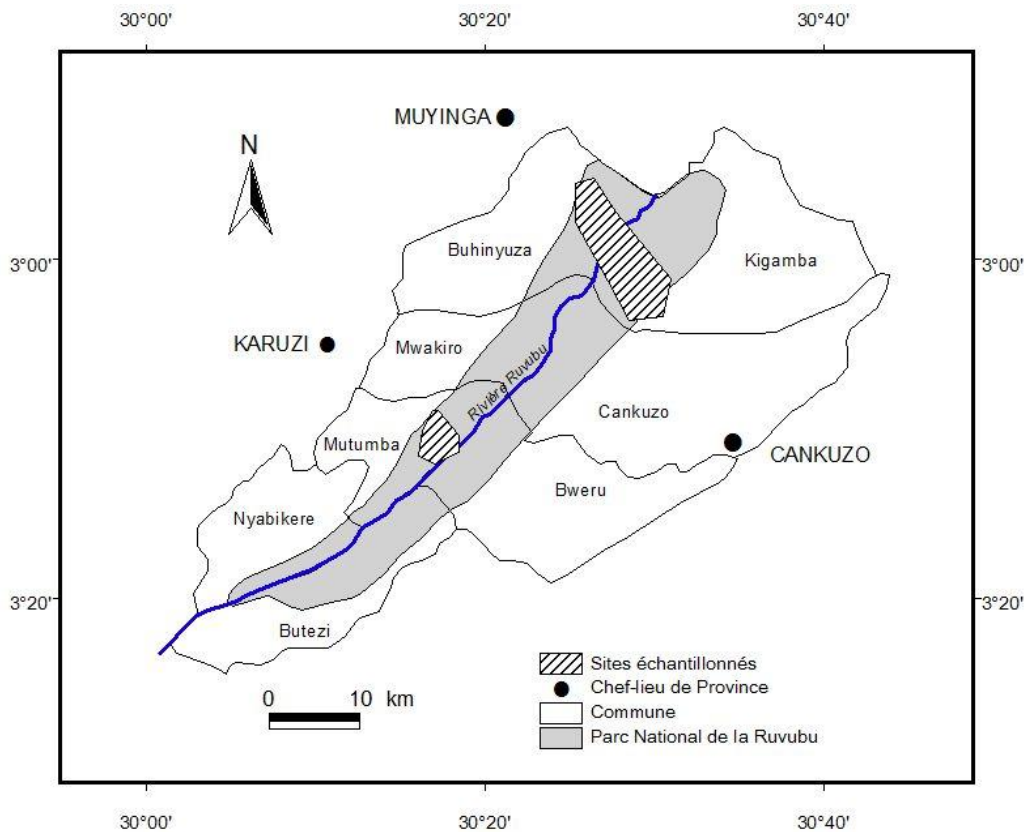 30°00' 30°20' 30°40'
MUYINGA
N
Buhinyuza
Kigamba
3°00' 3°00'
KARUZI
Mwakiro
Rivière Ruvubu
Cankuzo
Mutumba
CANKUZO
Bweru
Nyabikere
3°20' 3°20'
Butezi
Sites échantillonnés
Chef-lieu de Province
0 10 km
Commune
Parc National de la Ruvubu
30°00' 30°20' 30°40'